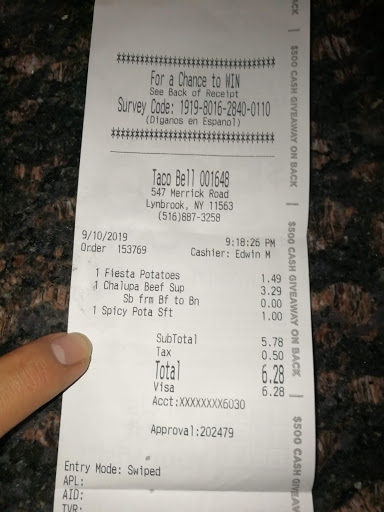 *****************************
For a Chance to WIN
See Back of Receipt
Survey Code: 1919-8016-2840-0110
(Díganos en Espanol)
*****************************
Taco Bell 001648
547 Merrick Road
Lynbrook, NY 11563
(516)887-3258
9/10/2019 9:18:26 PM
Order 153769 Cashier: Edwin M
1 Fiesta Potatoes 1.49
1 Chalupa Beef Sup 3.29
Sb frm Bf to Bn 0.00
1 Spicy Pota Sft 1.00
SubTotal 5.78
Tax 0.50
Total 6.28
Visa 6.28
Acct:XXXXXXXX6030
Approval:202479
Entry Mode: Swiped
APL:
AID:
TVR:
ACK
$500 CASH GIVEAWAY ON BACK
$500 CASH GIVEAWAY ON BACK
$500 CASH GIVEAWAY